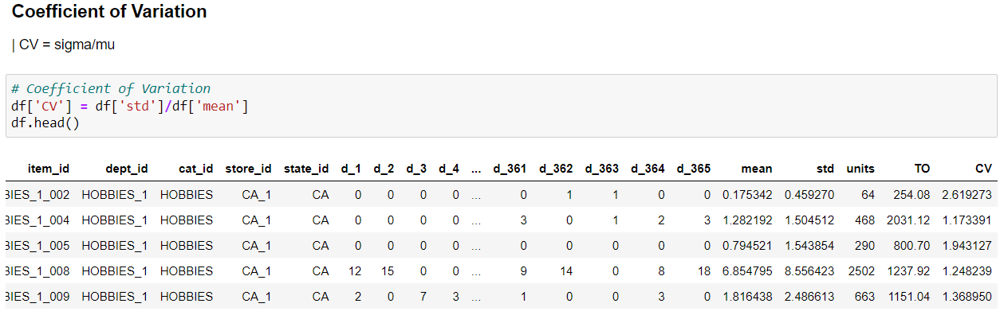 Coefficient of Variation
| CV = sigma/mu
# Coefficient of Variation
df['CV'] = df['std']/df['mean']
df.head()
item_id dept_id cat_id store_id state_id d_1 d_2 d_3 d_4 ... d_361 d_362 d_363 d_364 d_365 mean std units TO CV
BIES_1_002 HOBBIES_1 HOBBIES CA_1 CA 0 0 0 0 ... 0 1 1 0 0 0.175342 0.459270 64 254.08 2.619273
BIES_1_004 HOBBIES_1 HOBBIES CA_1 CA 0 0 0 0 ... 3 0 1 2 3 1.282192 1.504512 468 2031.12 1.173391
BIES_1_005 HOBBIES_1 HOBBIES CA_1 CA 0 0 0 0 ... 0 0 0 0 0 0.794521 1.543854 290 800.70 1.943127
BIES_1_008 HOBBIES_1 HOBBIES CA_1 CA 12 15 0 0 ... 9 14 0 8 18 6.854795 8.556423 2502 1237.92 1.248239
BIES_1_009 HOBBIES_1 HOBBIES CA_1 CA 2 0 7 3 ... 1 0 0 3 0 1.816438 2.486613 663 1151.04 1.368950